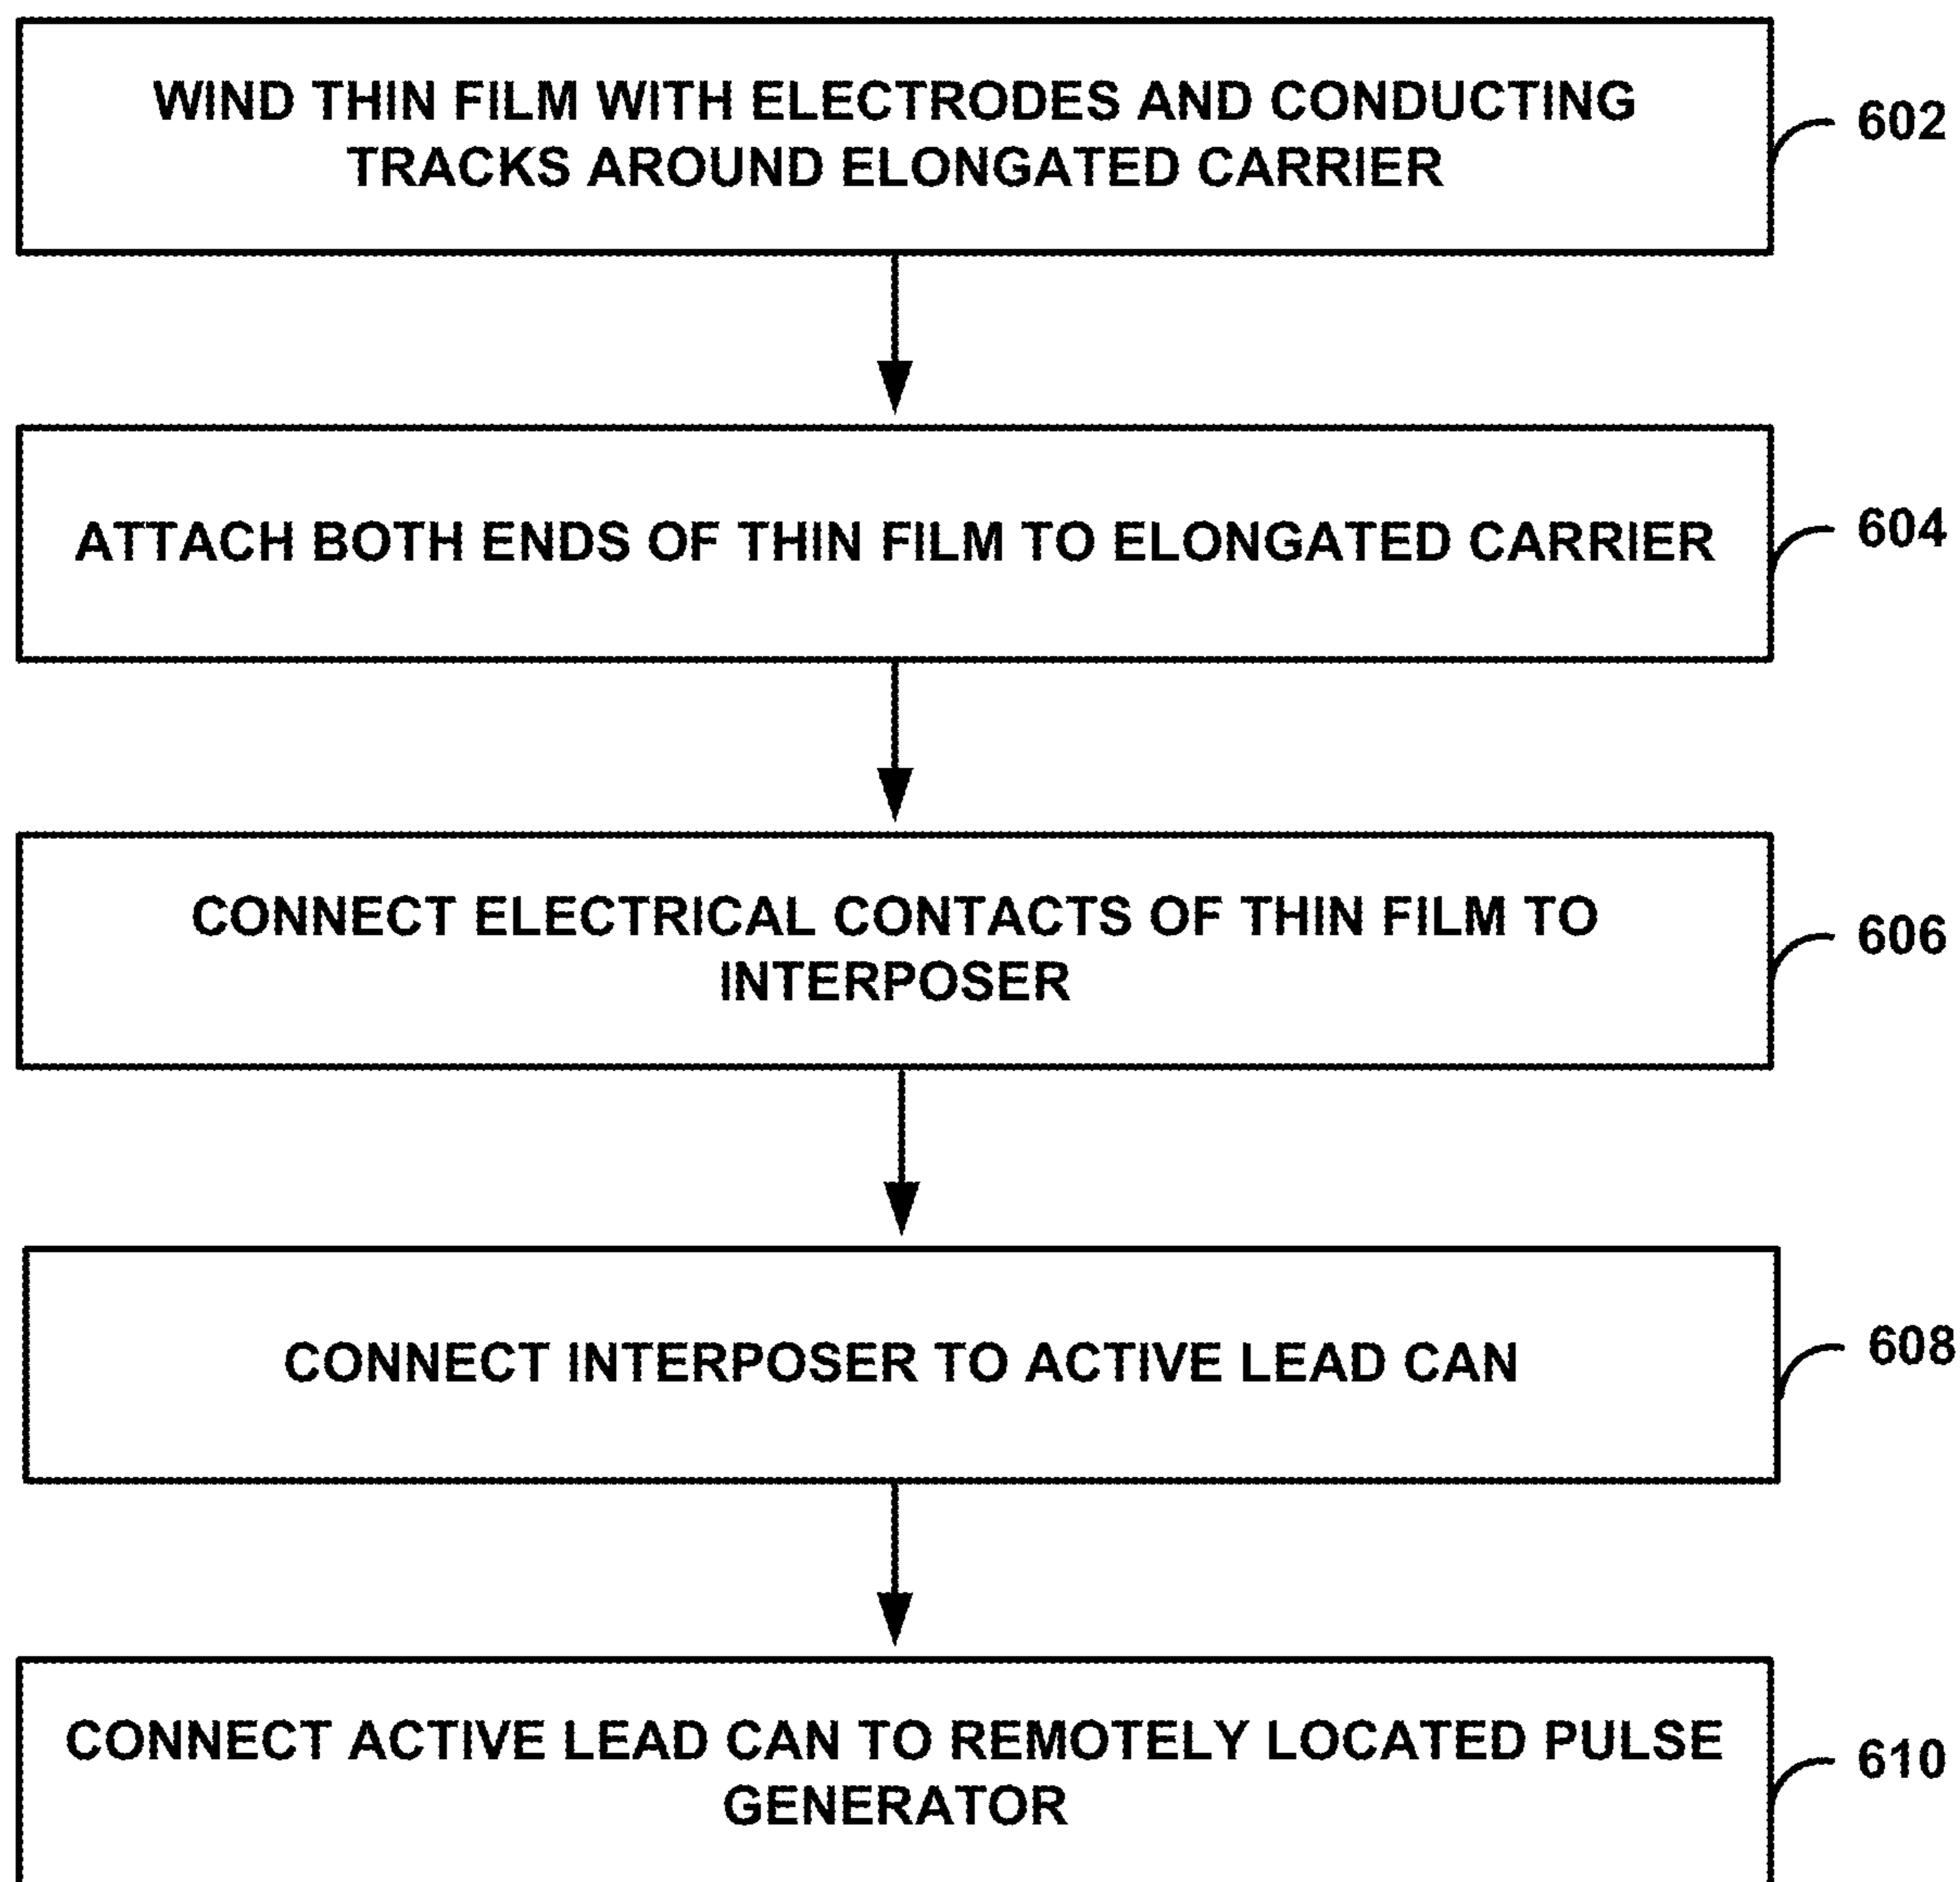 WIND THIN FILM WITH ELECTRODES AND CONDUCTING
TRACKS AROUND ELONGATED CARRIER
602
ATTACH BOTH ENDS OF THIN FILM TO ELONGATED CARRIER
604
CONNECT ELECTRICAL CONTACTS OF THIN FILM TO
INTERPOSER
606
CONNECT INTERPOSER TO ACTIVE LEAD CAN
608
CONNECT ACTIVE LEAD CAN TO REMOTELY LOCATED PULSE
GENERATOR
610